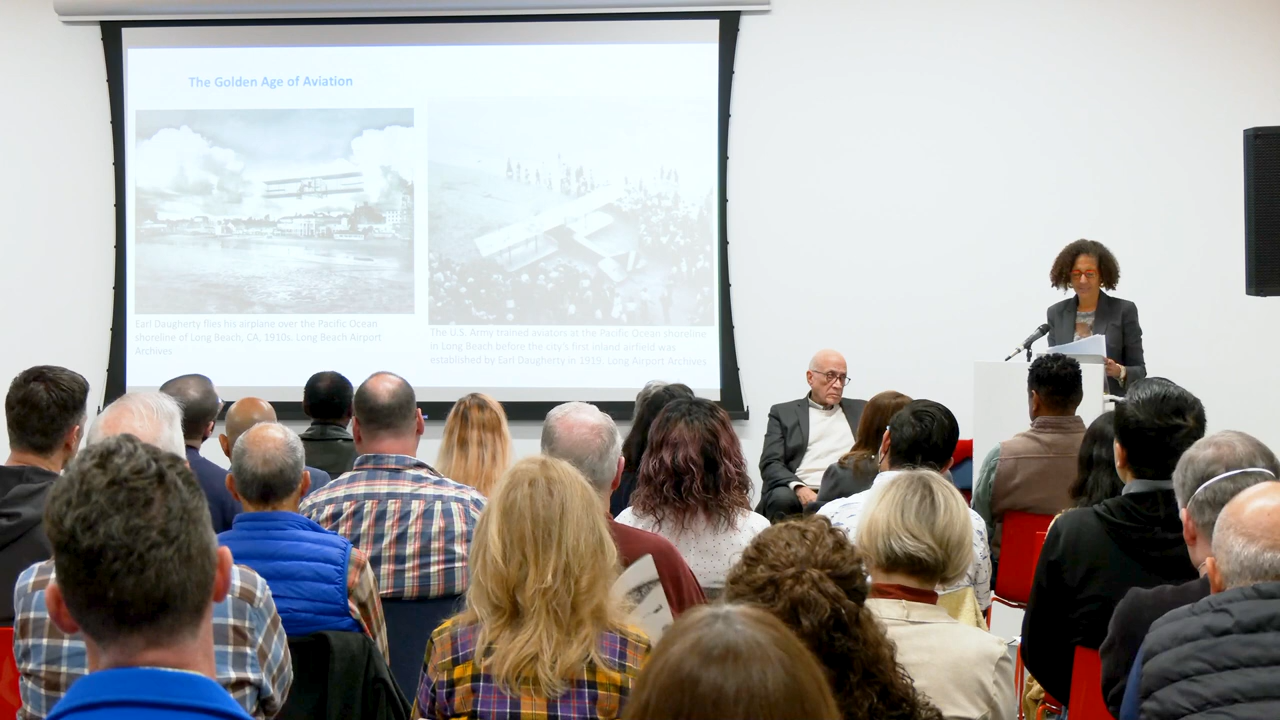 The Golden Age of Aviation
Earl Daugherty flies his airplane over the Pacific Ocean
shoreline of Long Beach, CA, 1910s. Long Beach Airport
Archives
The U.S. Army trained aviators at the Pacific Ocean shoreline
in Long Beach before the city's first inland airfield was
established by Earl Daugherty in 1919, Long Airport Archives